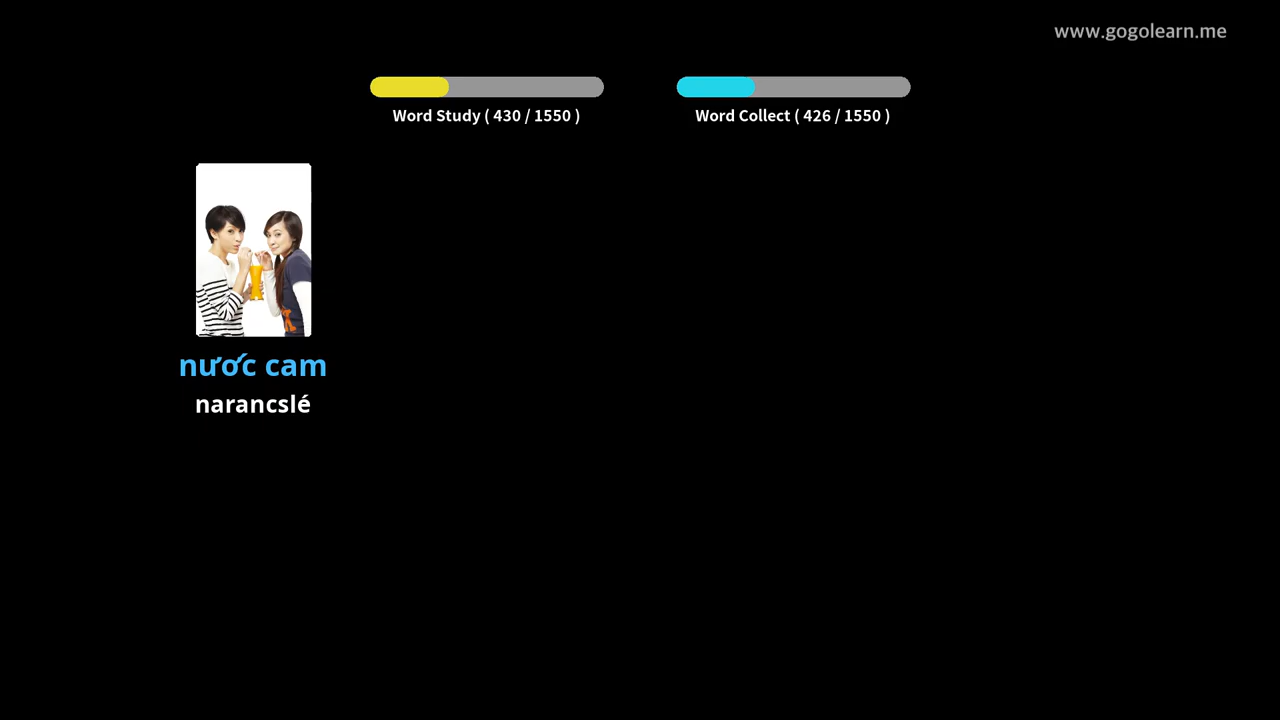 www.gogolearn.me
Word Study ( 430 / 1550 )
Word Collect ( 426 / 1550 )
nước cam
narancslé